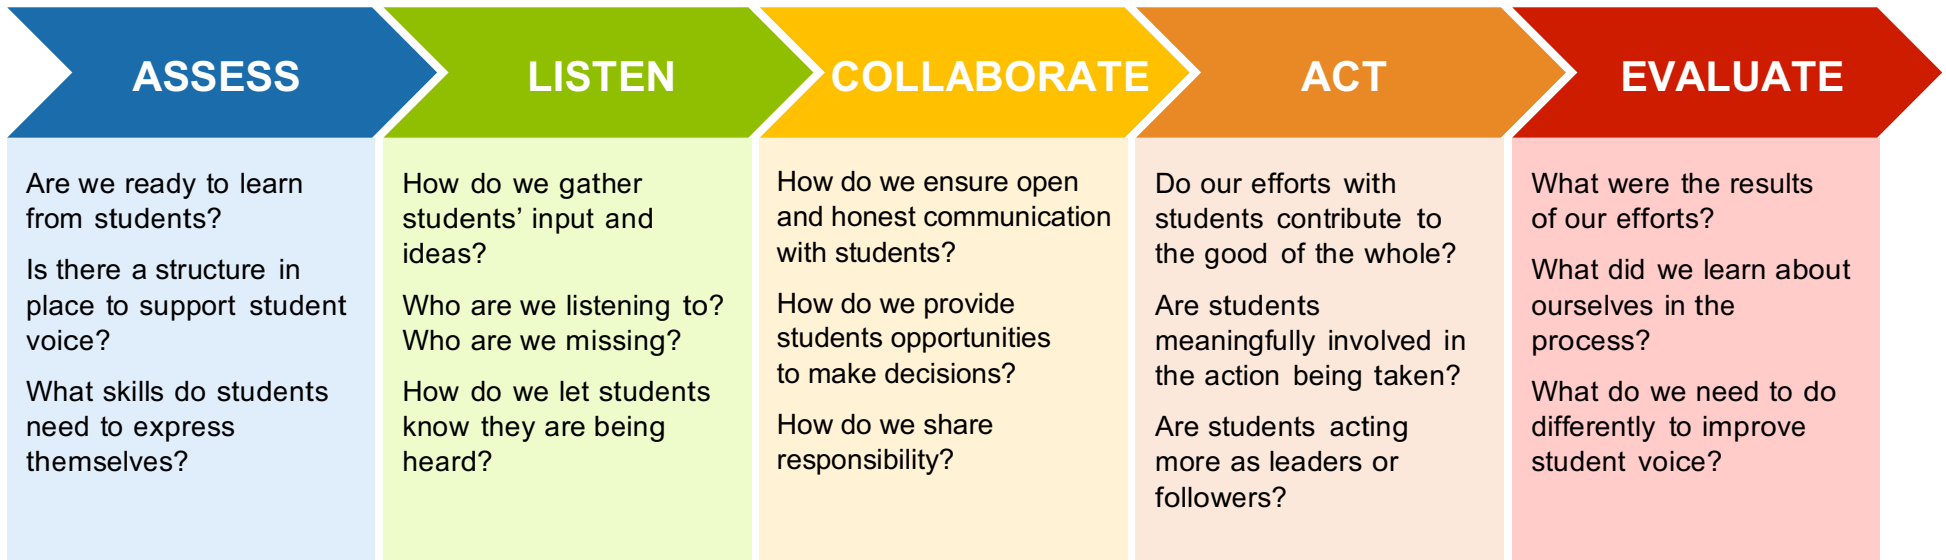 ASSESS
Are we ready to learn
from students?
Is there a structure in
place to support student
voice?
What skills do students
need to express
themselves?
LISTEN
How do we gather
students’ input and
ideas?
Who are we listening to?
Who are we missing?
How do we let students
know they are being
heard?
COLLABORATE
How do we ensure open
and honest communication
with students?
How do we provide
students opportunities
to make decisions?
How do we share
responsibility?
ACT
Do our efforts with
students contribute to
the good of the whole?
Are students
meaningfully involved in
the action being taken?
Are students acting
more as leaders or
followers?
EVALUATE
What were the results
of our efforts?
What did we learn about
ourselves in the
process?
What do we need to do
differently to improve
student voice?